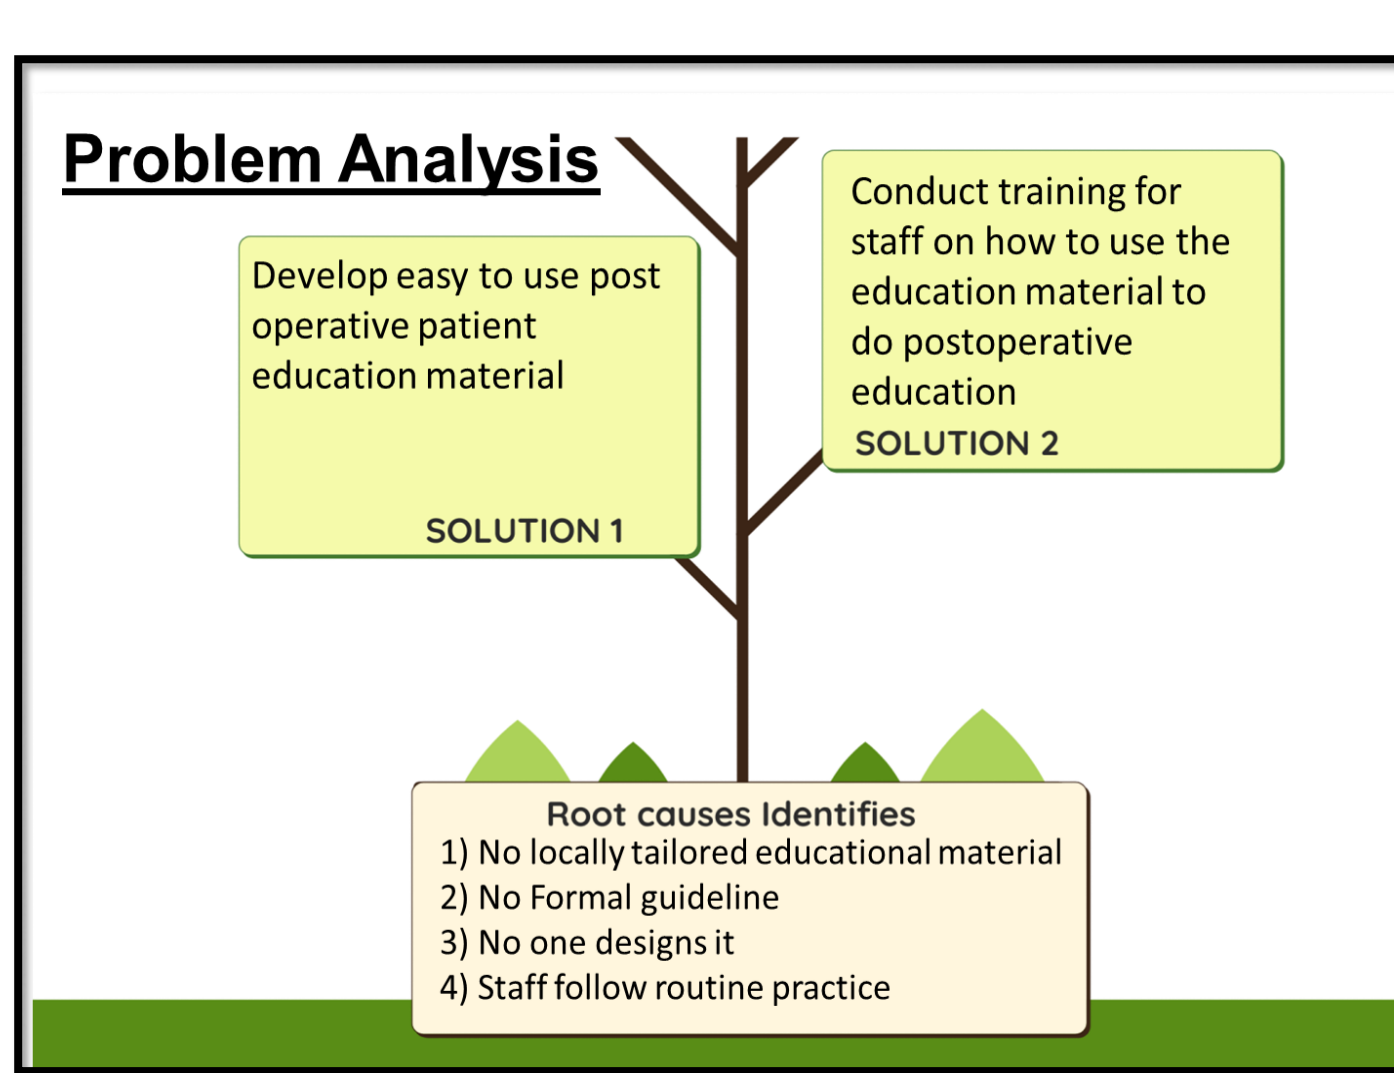 Problem Analysis
Develop easy to use post
operative patient
education material
SOLUTION 1
Conduct training for
staff on how to use the
education material to
do postoperative
education
SOLUTION 2
Root causes Identifies
1) No locally tailored educational material
2) No Formal guideline
3) No one designs it
4) Staff follow routine practice